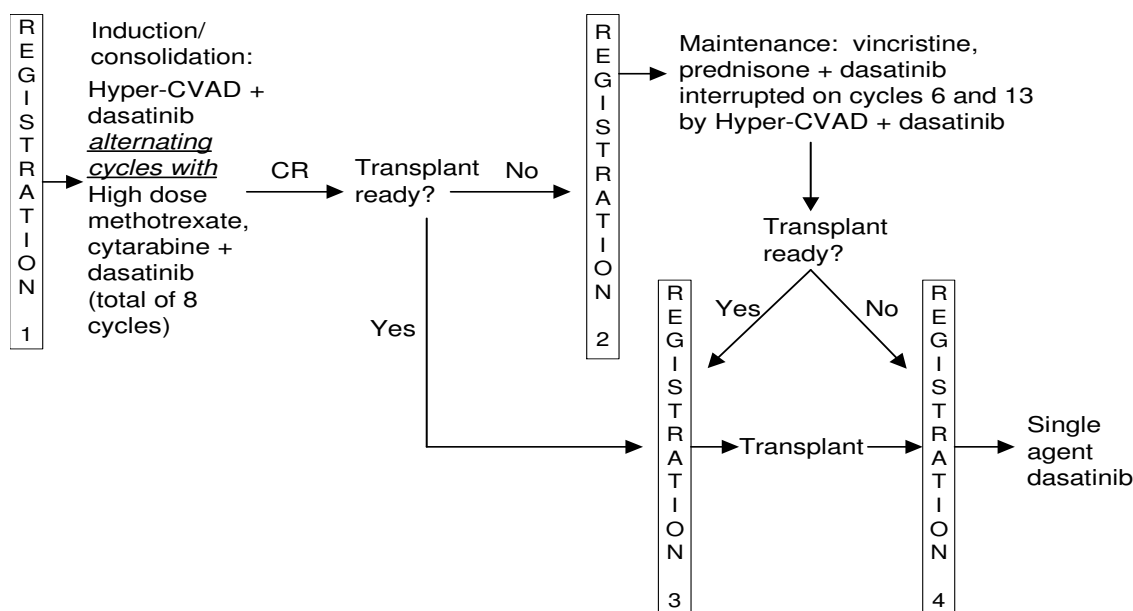 REGISTRATION 1
Induction/
consolidation:
Hyper-CVAD +
dasatinib
alternating
cycles with
High dose
methotrexate,
cytarabine +
dasatinib
(total of 8
cycles)
CR
Transplant
ready?
No
Yes
REGISTRATION 2
Maintenance: vincristine,
prednisone + dasatinib
interrupted on cycles 6 and 13
by Hyper-CVAD + dasatinib
Transplant
ready?
Yes
No
REGISTRATION 3
Transplant
REGISTRATION 4
Single
agent
dasatinib